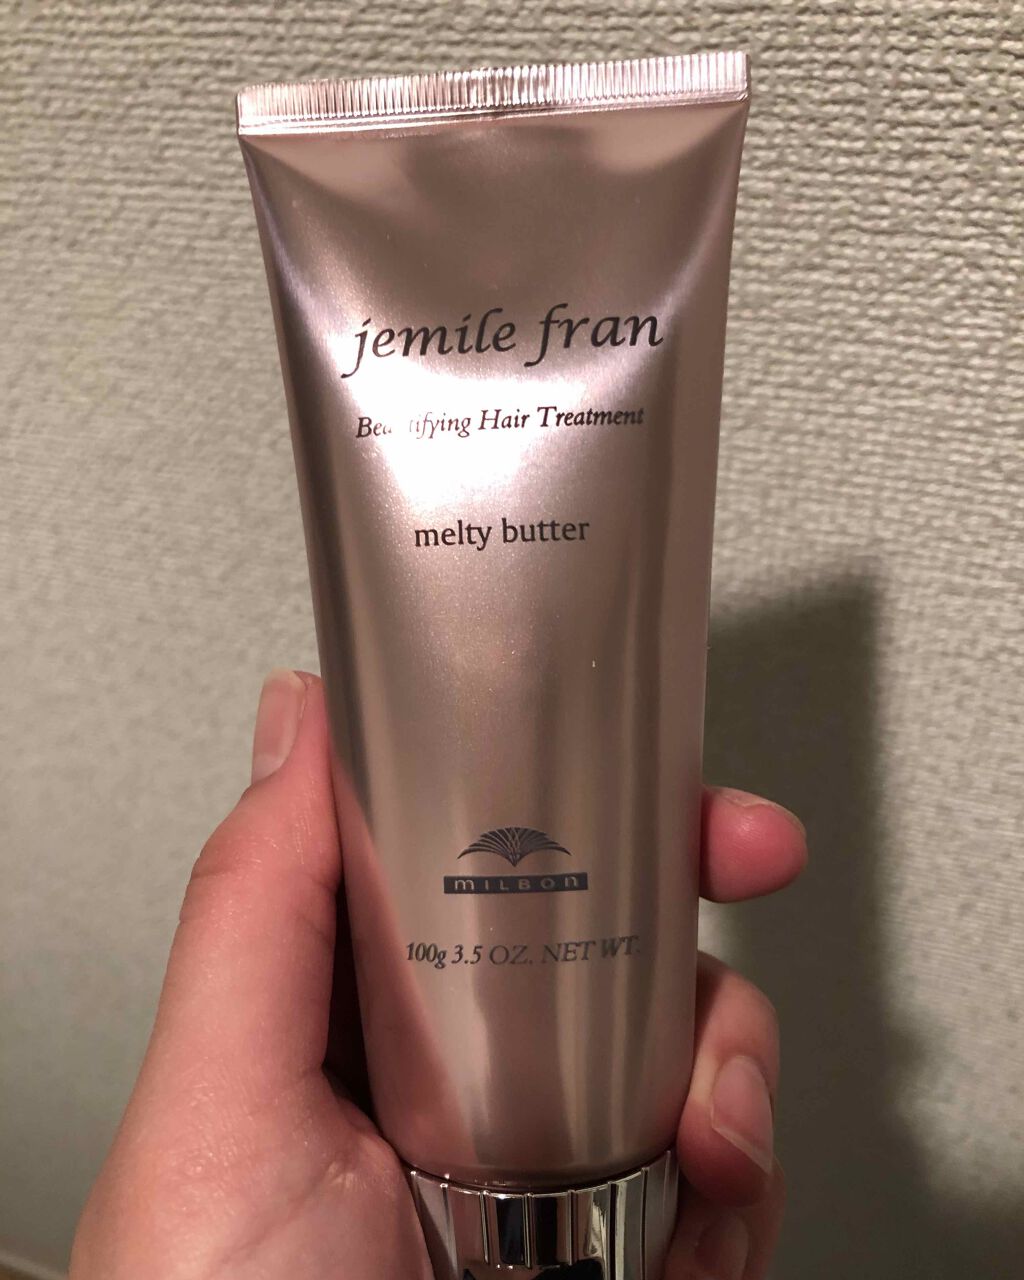 jemile fran
Beautifying Hair Treatment
melty butter
MILBON
100g 3.5 OZ. NET WT.